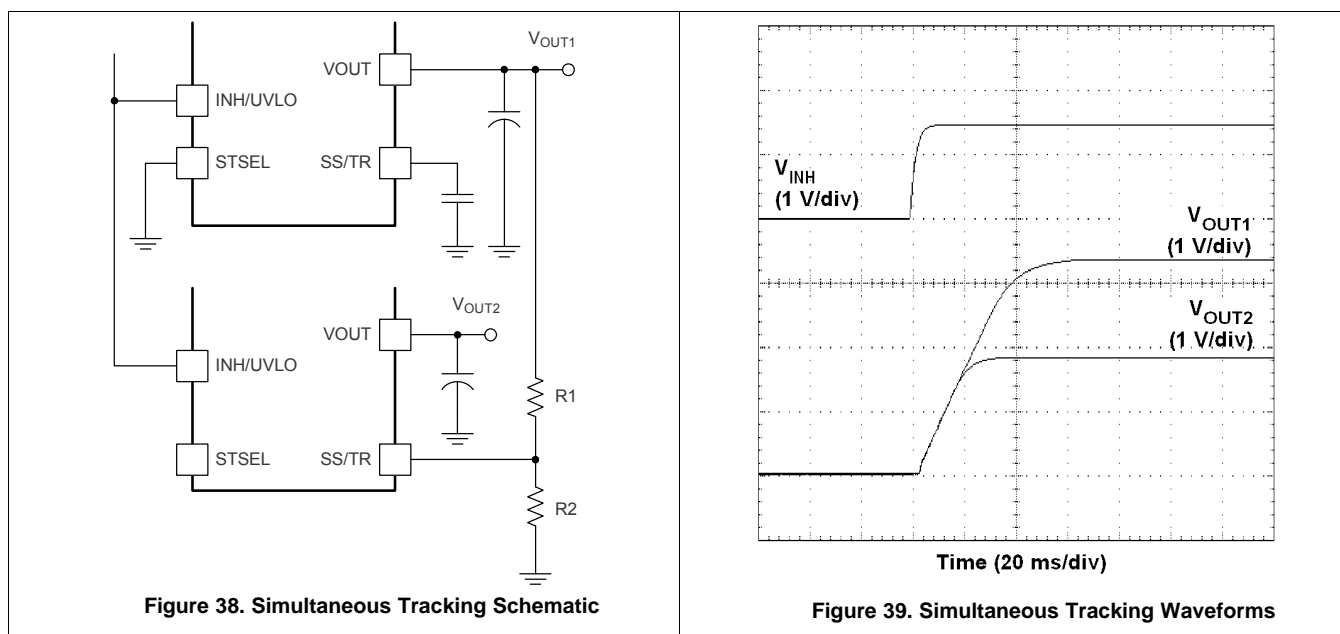 VOUT1
VOUT
INH/UVLO
STSEL
SS/TR
VOUT2
VOUT
INH/UVLO
R1
STSEL
SS/TR
R2
Figure 38. Simultaneous Tracking Schematic
VINH
(1 V/div)
VOUT1
(1 V/div)
VOUT2
(1 V/div)
Time (20 ms/div)
Figure 39. Simultaneous Tracking Waveforms